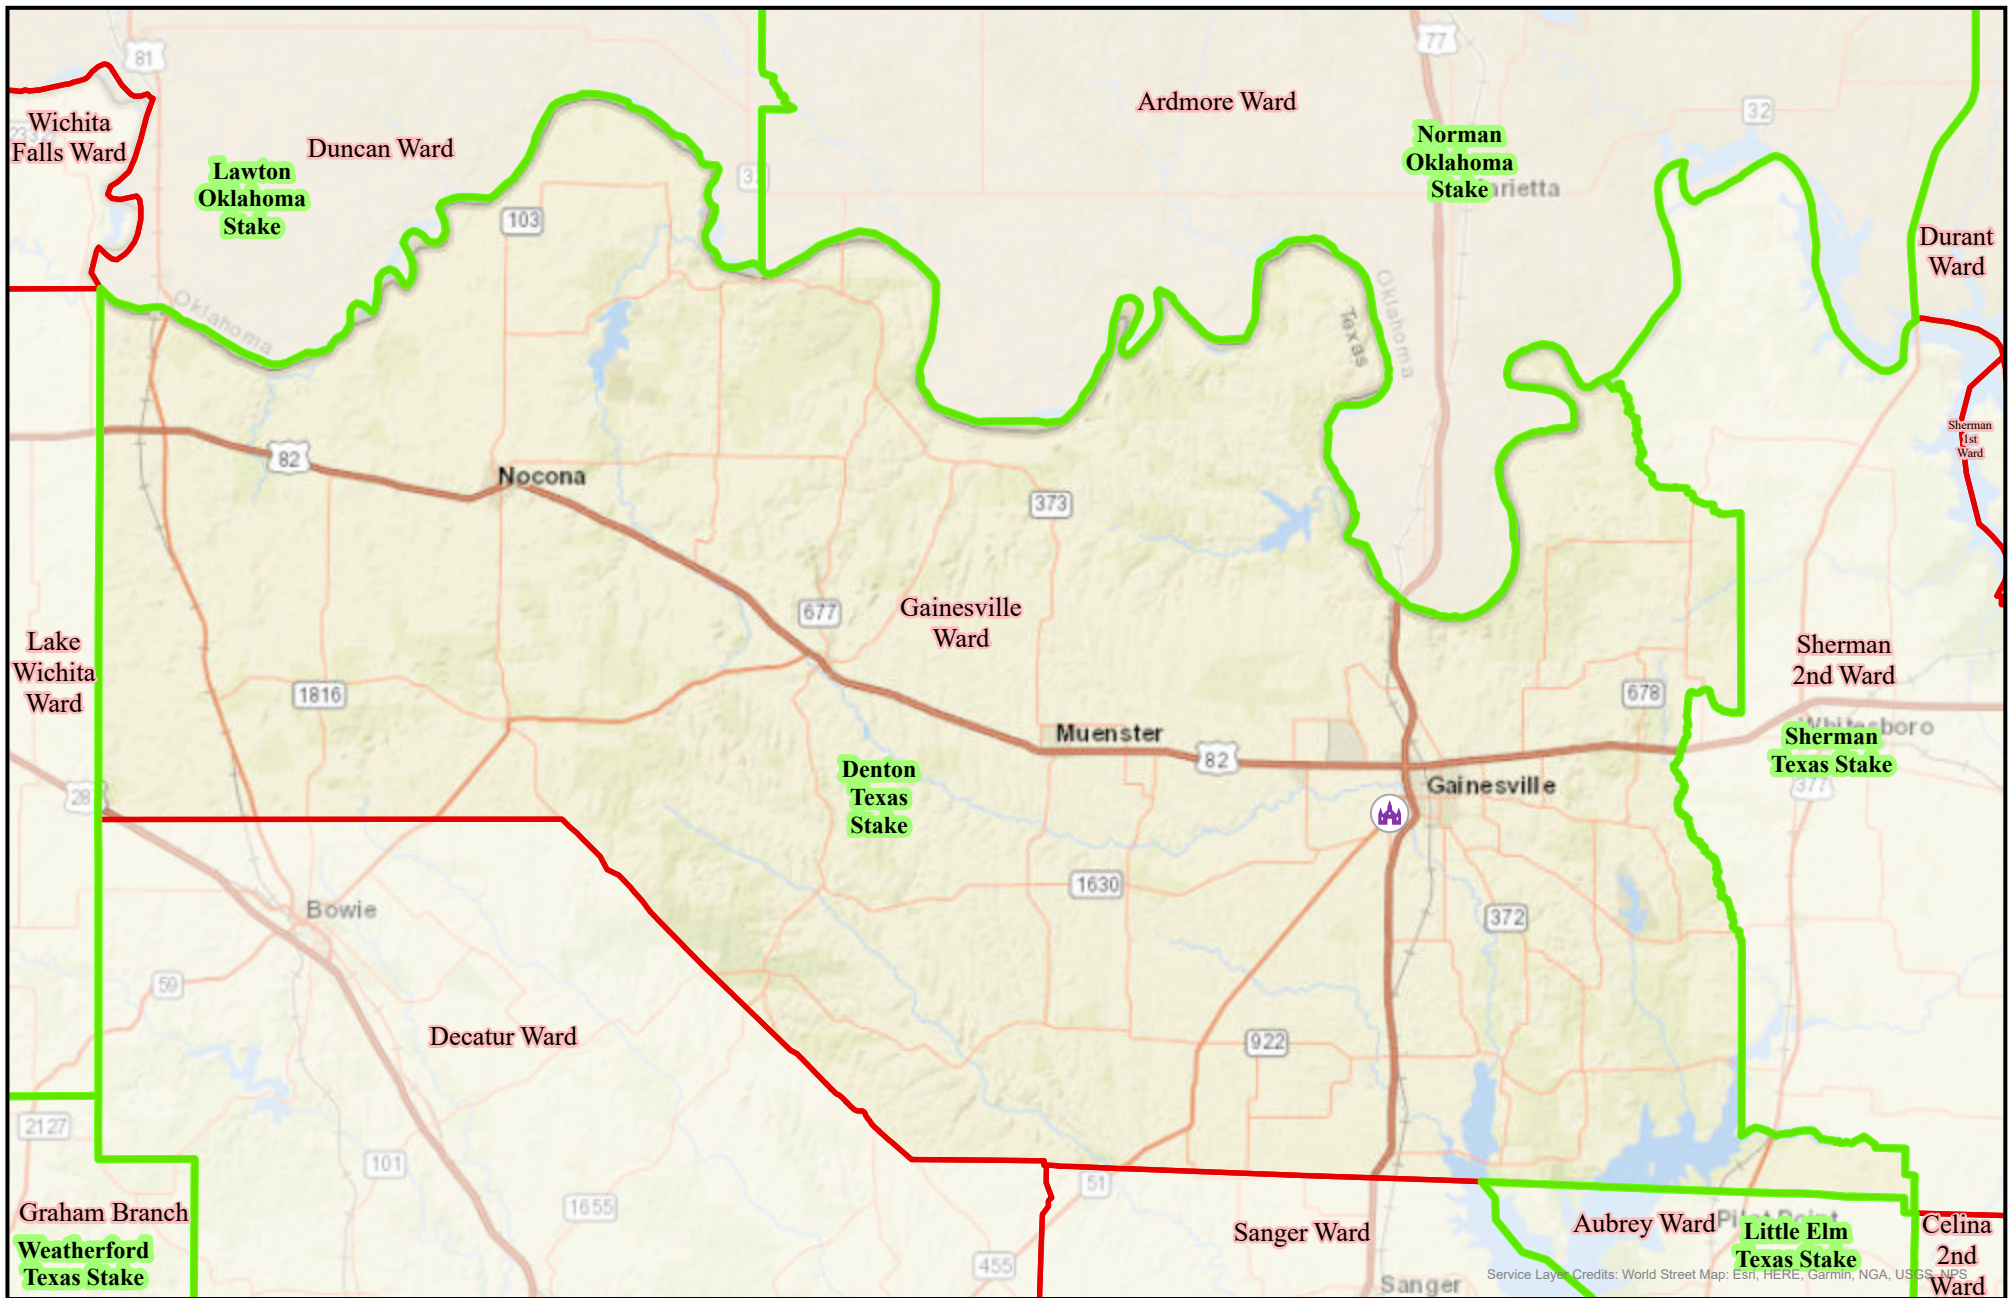 81
77
Ardmore Ward
32
Wichita
Falls Ward
Duncan Ward
Norman
Oklahoma
Stake
Lawton
Oklahoma
Stake
103
Durant
Ward
Oklahoma
Texas
Oklahoma
Sherman
1st
Ward
82
Nocona
373
677
Gainesville
Ward
Lake
Wichita
Ward
1816
678
Sherman
2nd Ward
Muenster
82
Whitesboro
Sherman
Texas Stake
Denton
Texas
Stake
Gainesville
377
28
1630
Bowie
372
59
Decatur Ward
922
2127
101
51
1655
Graham Branch
Sanger Ward
Aubrey Ward
Pilot Point
Celina
2nd
Ward
Weatherford
Texas Stake
Little Elm
Texas Stake
455
Sanger
Service Layer Credits: World Street Map: Esri, HERE, Garmin, NGA, USGS, NPS